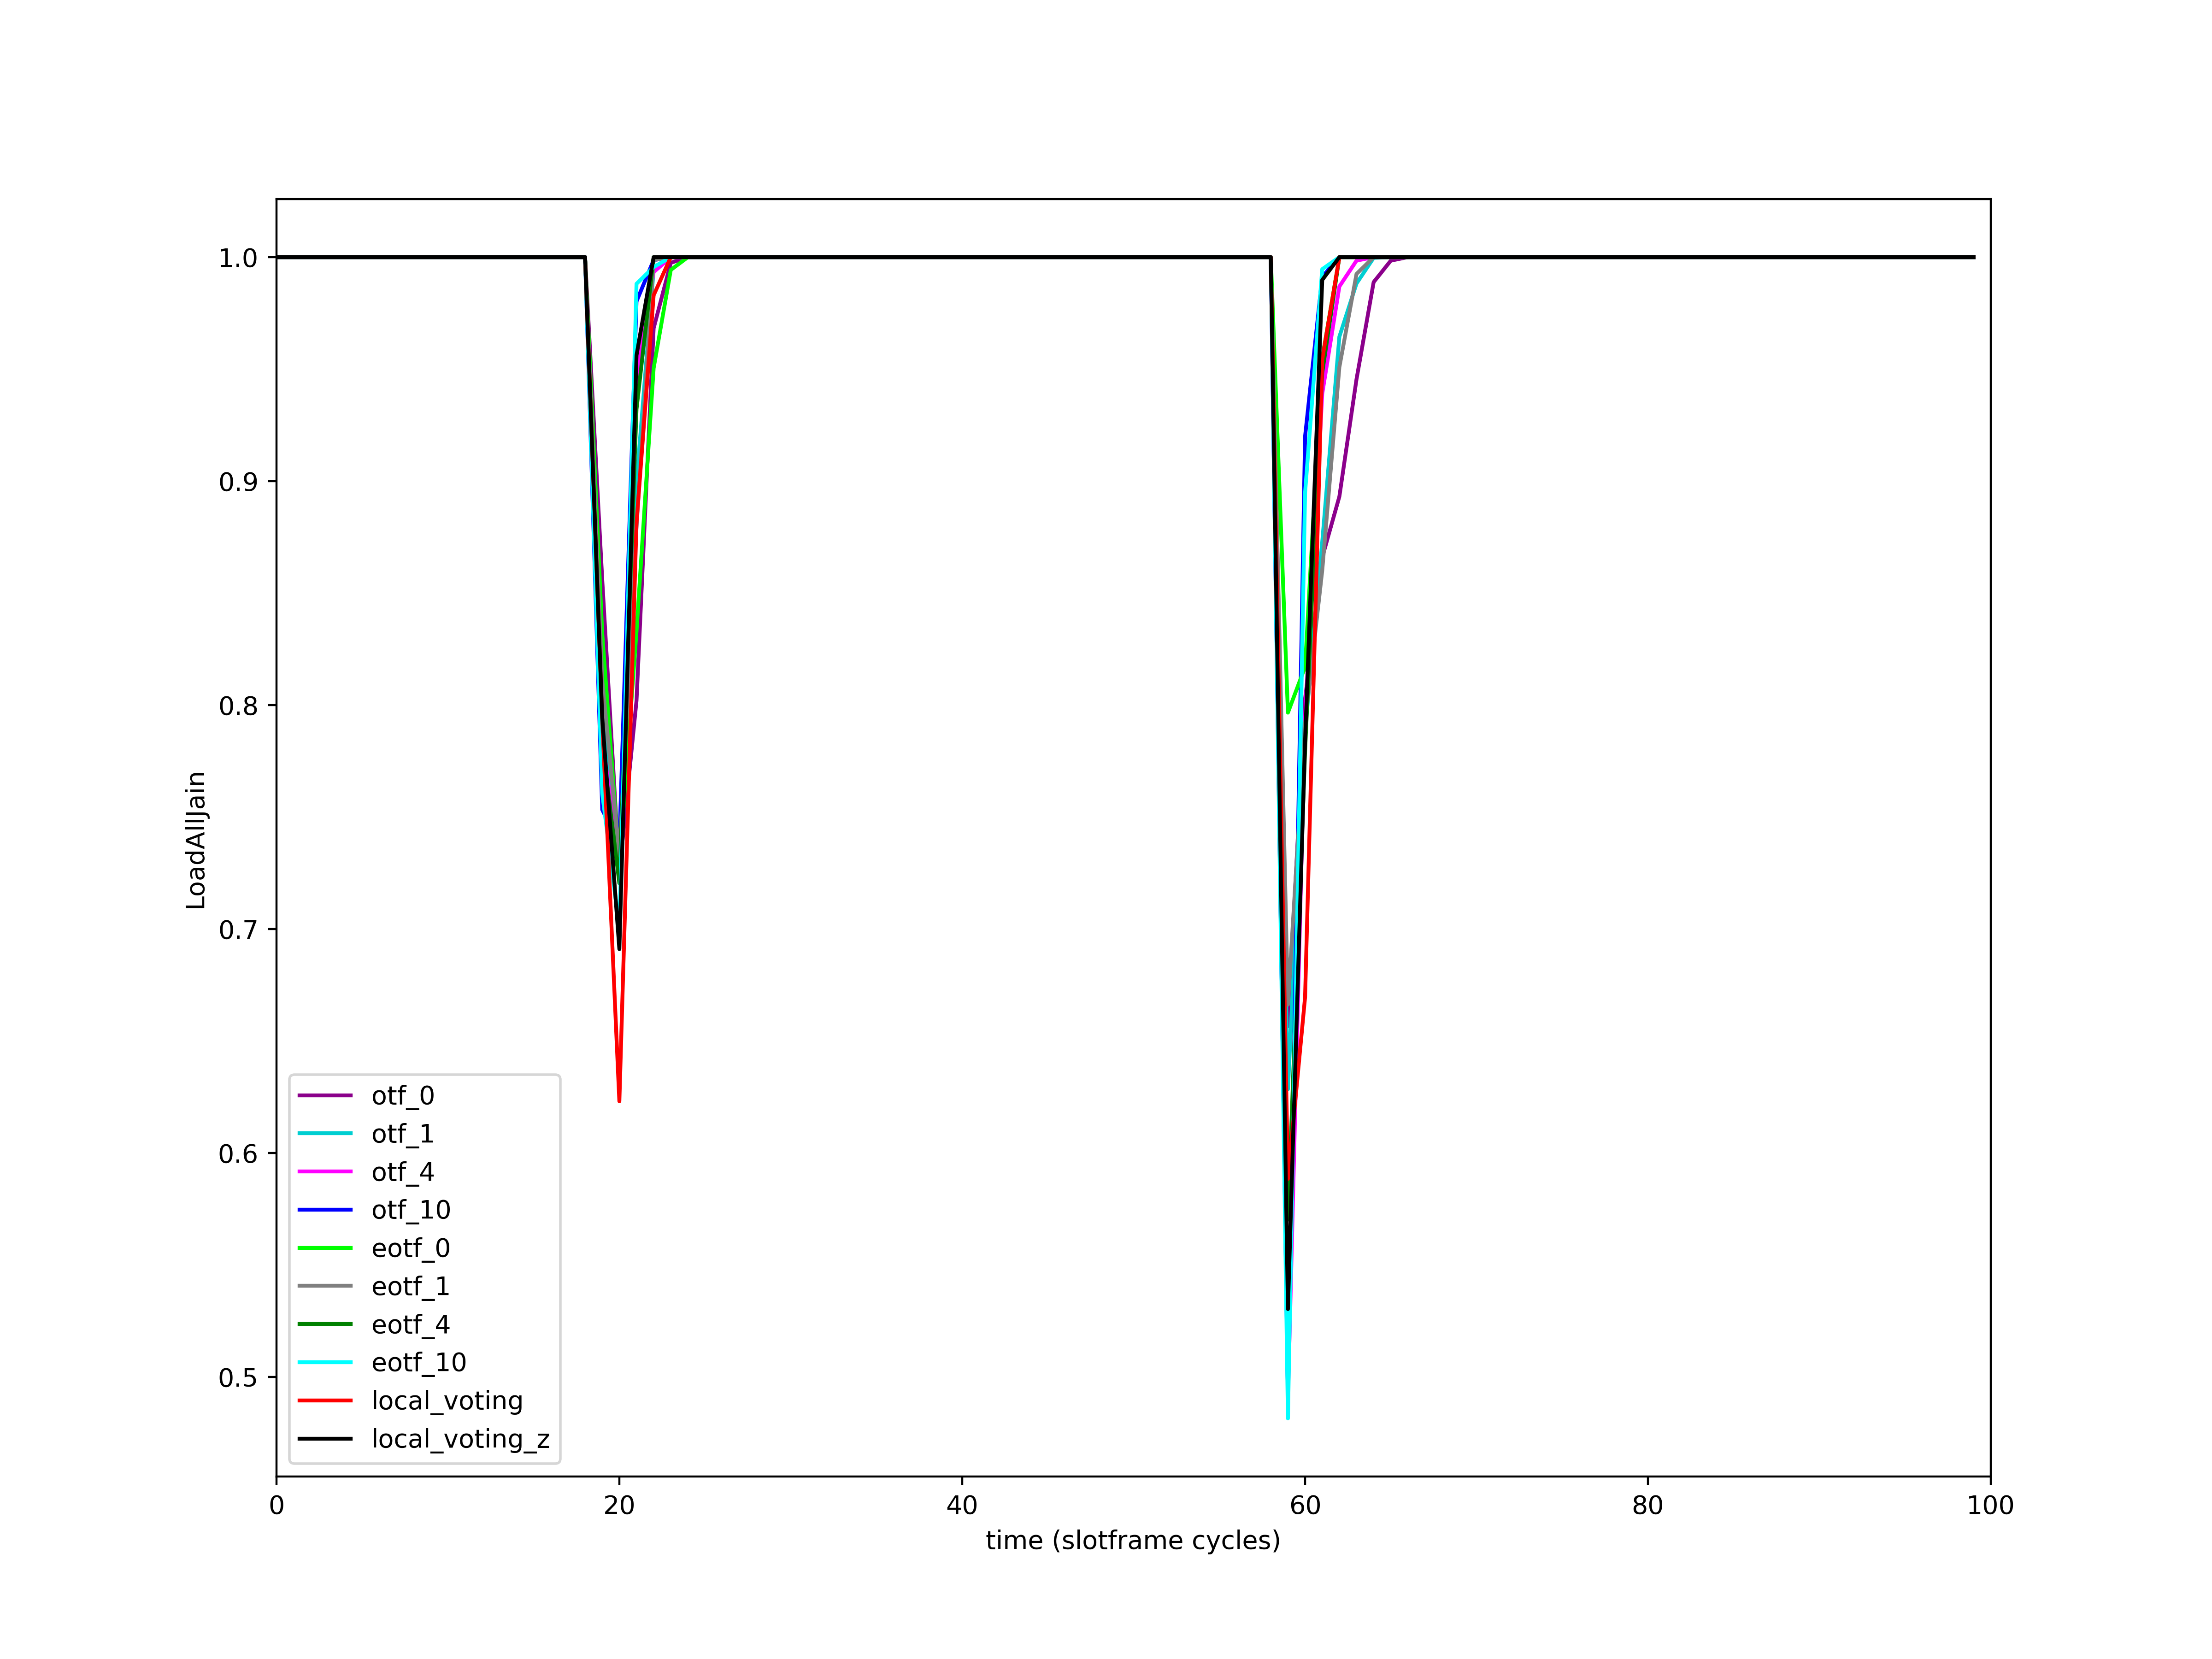 1.0
0.9
0.8
0.7
0.6
0.5
LoadAllJain
otf_0
otf_1
otf_4
otf_10
eotf_0
eotf_1
eotf_4
eotf_10
local_voting
local_voting_z
0 20 40 60 80 100
time (slotframe cycles)